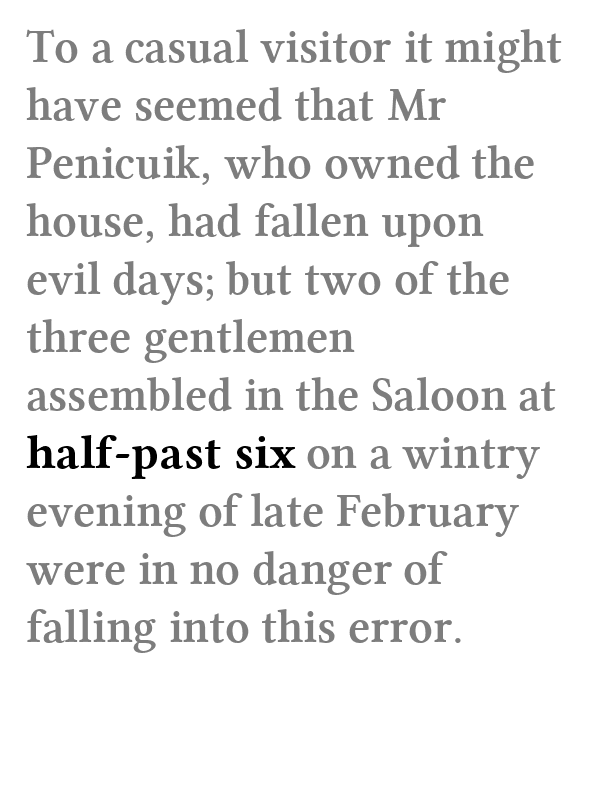 To a casual visitor it might
have seemed that Mr
Penicuik, who owned the
house, had fallen upon
evil days; but two of the
three gentlemen
assembled in the Saloon at
half-past six on a wintry
evening of late February
were in no danger of
falling into this error.